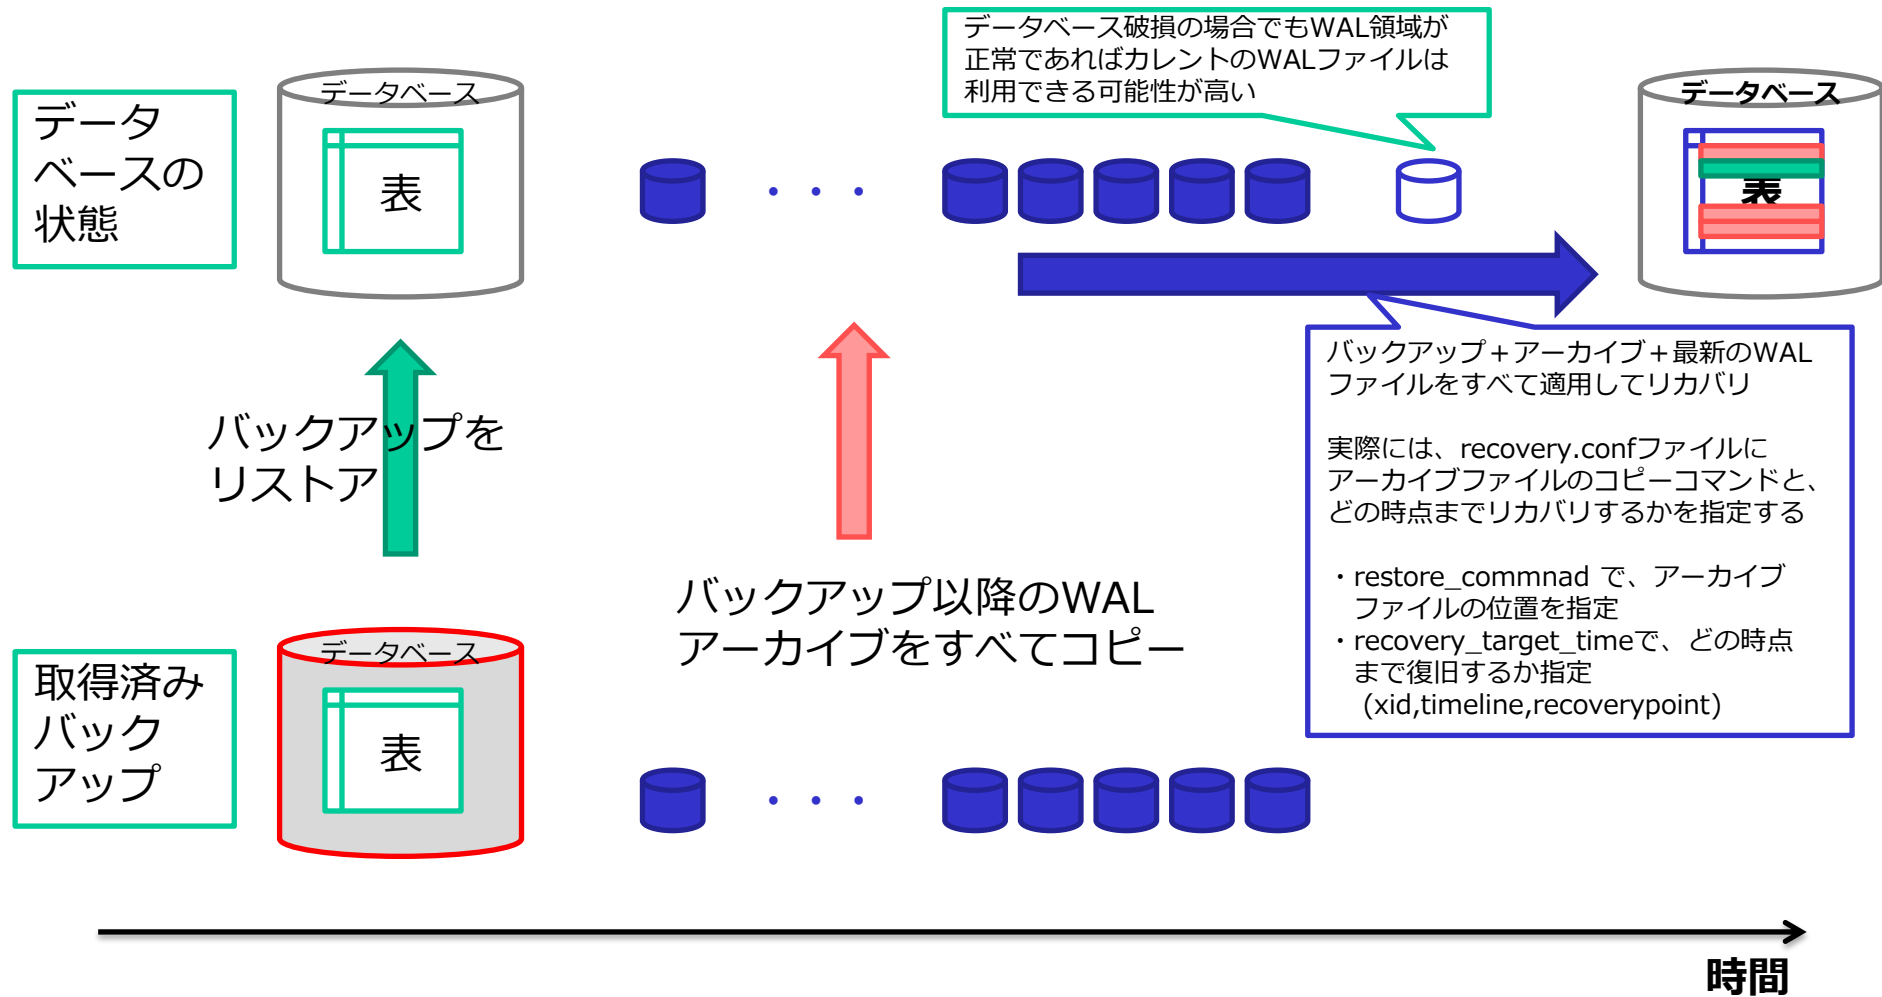 データベース破損の場合でもWAL領域が
正常であればカレントのWALファイルは
利用できる可能性が高い
データ
ベースの
状態
データベース
表
・・・
データベース
表
バックアップを
リストア
バックアップ以降のWAL
アーカイブをすべてコピー
バックアップ+アーカイブ+最新のWAL
ファイルをすべて適用してリカバリ
実際には、recovery.confファイルに
アーカイブファイルのコピーコマンドと、
どの時点までリカバリするかを指定する
・restore_commnad で、アーカイブ
ファイルの位置を指定
・recovery_target_timeで、どの時点
まで復旧するか指定
(xid,timeline,recoverypoint)
取得済み
バック
アップ
データベース
表
・・・
時間